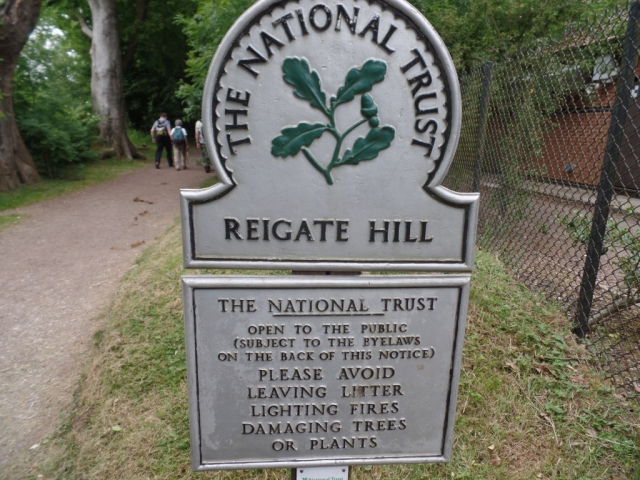 THE NATIONAL TRUST
REIGATE HILL
THE NATIONAL TRUST
OPEN TO THE PUBLIC
(SUBJECT TO THE BYELAWS
ON THE BACK OF THIS NOTICE)
PLEASE AVOID
LEAVING LITTER
LIGHTING FIRES
DAMAGING TREES
OR PLANTS